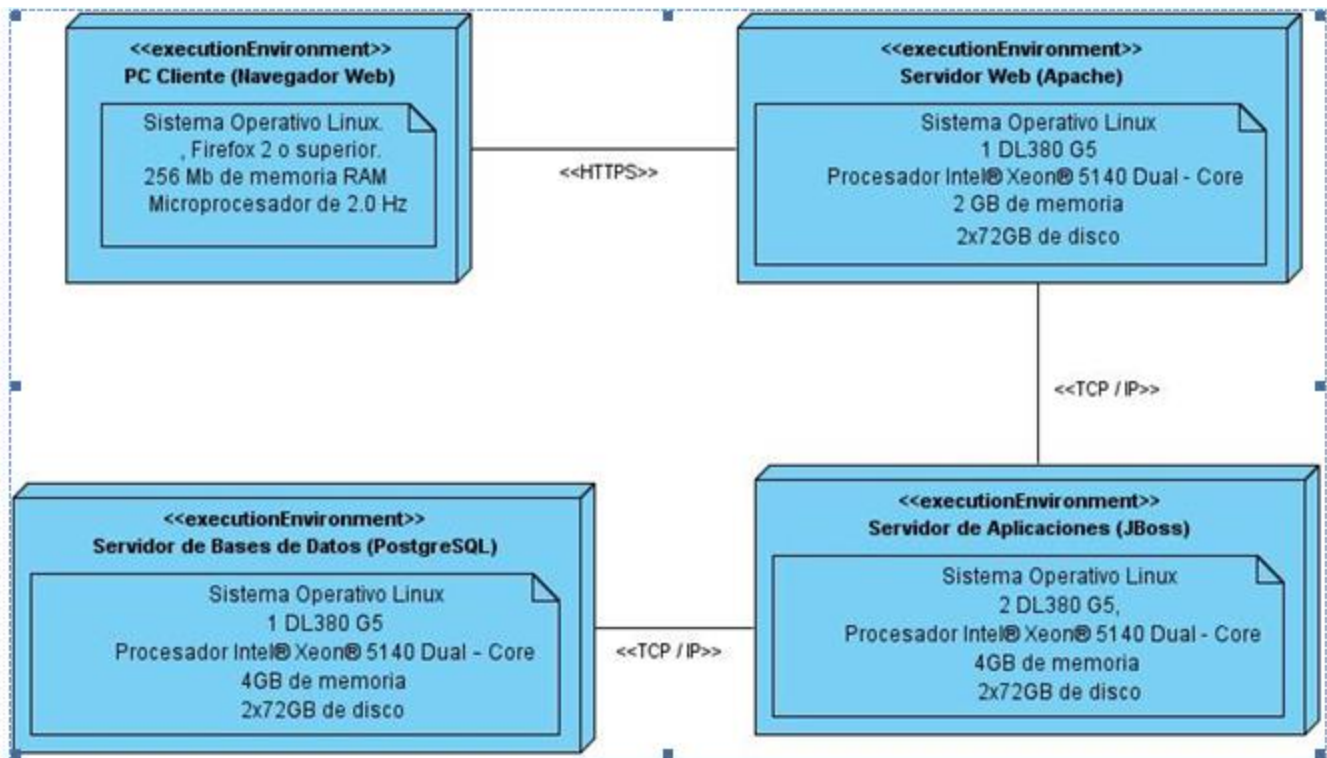 <<executionEnvironment>>
PC Cliente (Navegador Web)
Sistema Operativo Linux.
, Firefox 2 o superior.
256 Mb de memoria RAM
Microprocesador de 2.0 Hz
<<HTTPS>>
<<executionEnvironment>>
Servidor Web (Apache)
Sistema Operativo Linux
1 DL380 G5
Procesador Intel® Xeon® 5140 Dual - Core
2 GB de memoria
2x72GB de disco
<<TCP / IP>>
<<executionEnvironment>>
Servidor de Bases de Datos (PostgreSQL)
Sistema Operativo Linux
1 DL380 G5
Procesador Intel® Xeon® 5140 Dual - Core
4GB de memoria
2x72GB de disco
<<TCP / IP>>
<<executionEnvironment>>
Servidor de Aplicaciones (JBoss)
Sistema Operativo Linux
2 DL380 G5,
Procesador Intel® Xeon® 5140 Dual - Core
4GB de memoria
2x72GB de disco